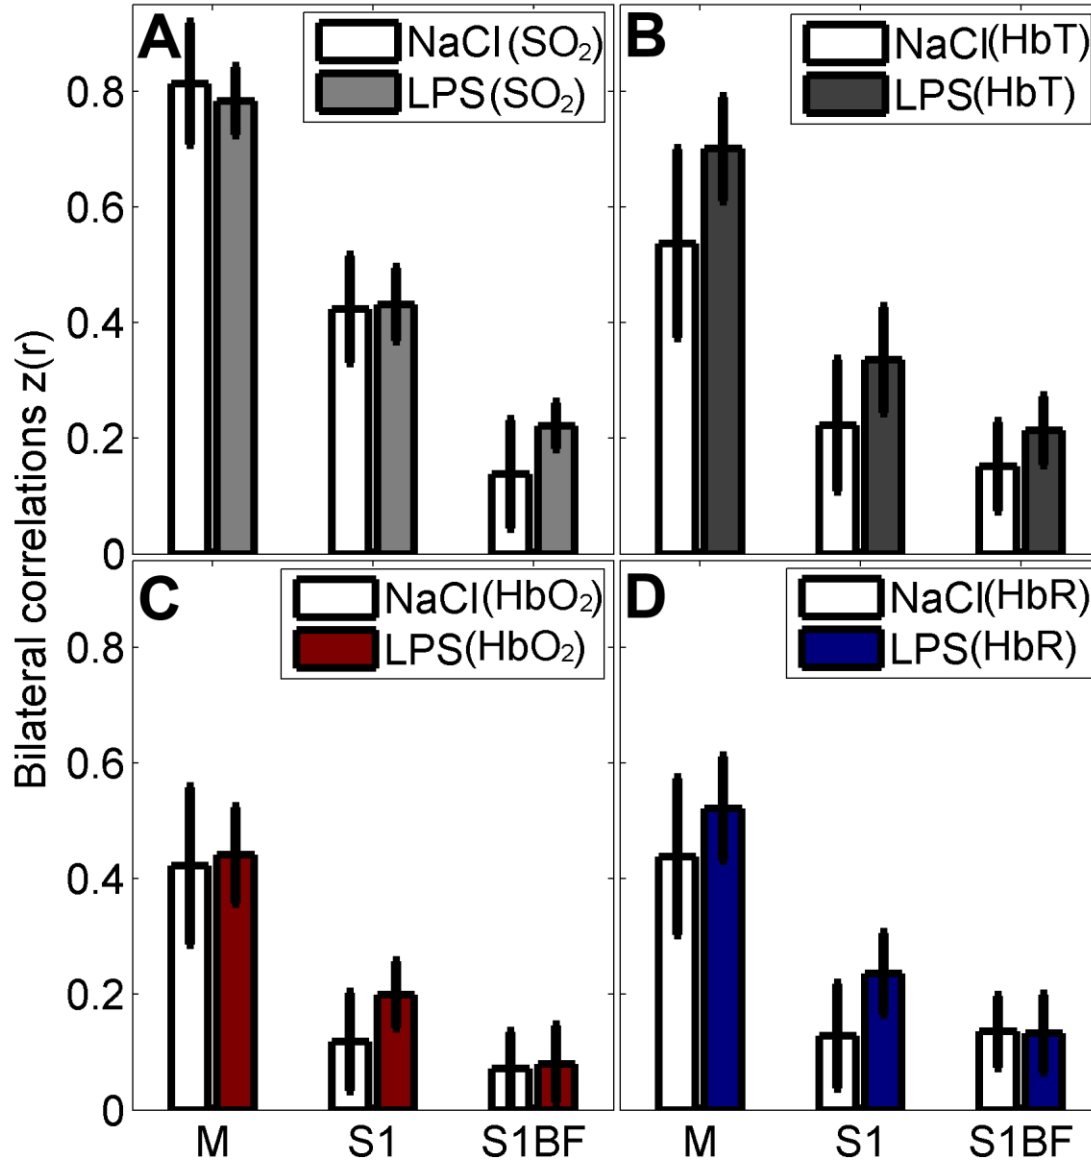 Bilateral correlations z(r)
A
NaCl(SO₂)
LPS(SO₂)
0.8
0.6
0.4
0.2
0
B
NaCl(HbT)
LPS(HbT)
C
NaCl(HbO₂)
LPS(HbO₂)
0.8
0.6
0.4
0.2
0
M S1 S1BF
D
NaCl(HbR)
LPS(HbR)
M S1 S1BF